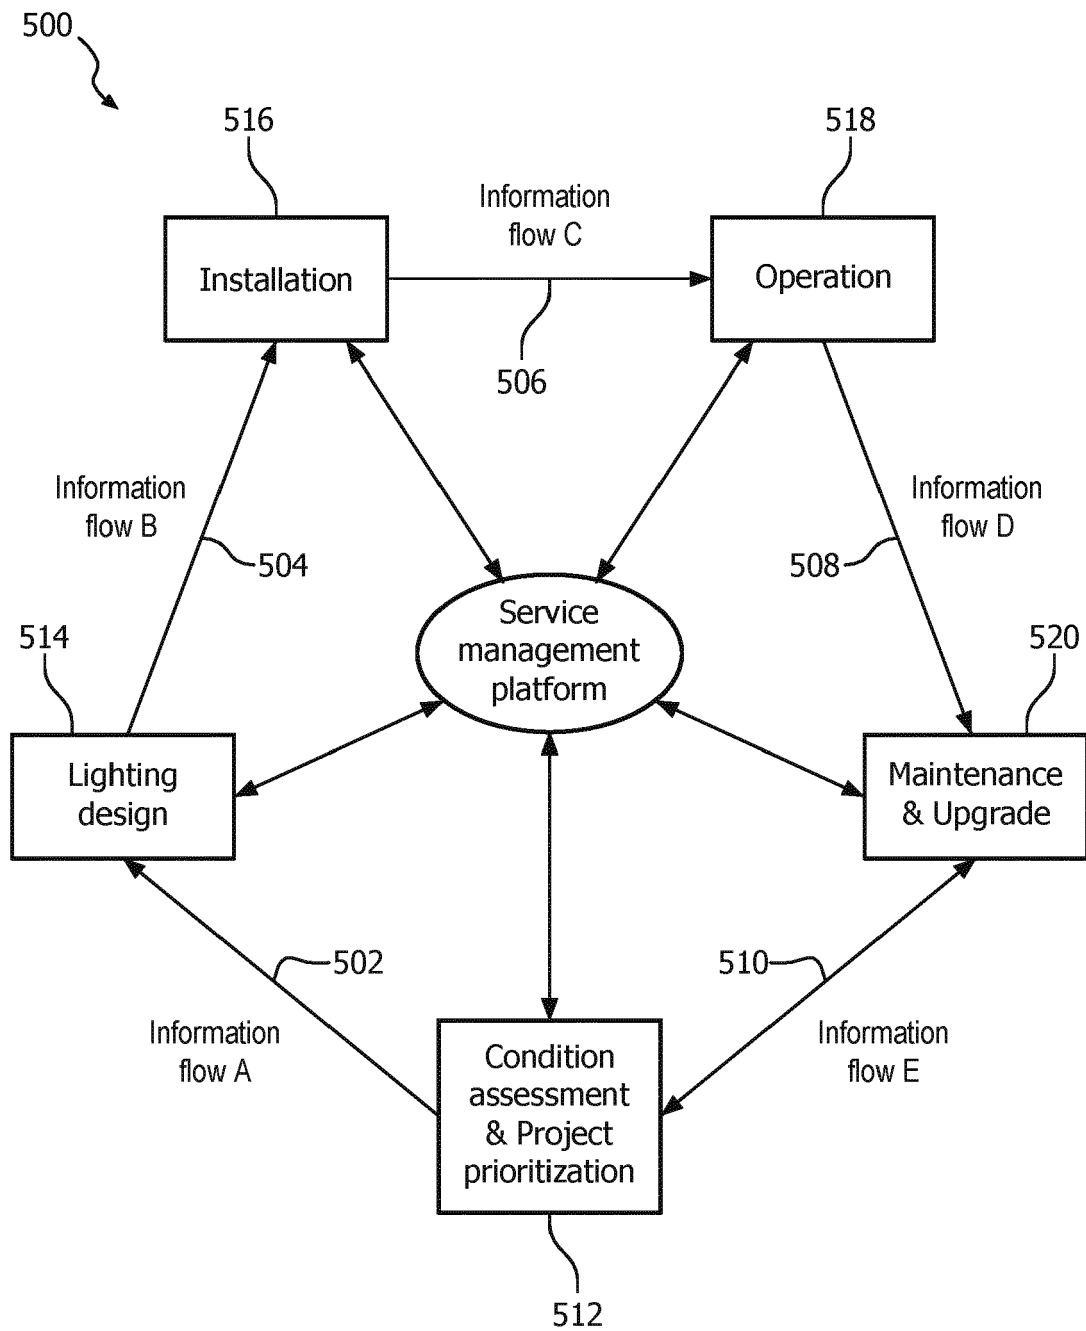 500
516
518
Information
flow C
Installation
Operation
506
Information
flow B
Information
flow D
504
508
Service
management
platform
514
520
Lighting
design
Maintenance
& Upgrade
502
510
Information
flow A
Information
flow E
Condition
assessment
& Project
prioritization
512